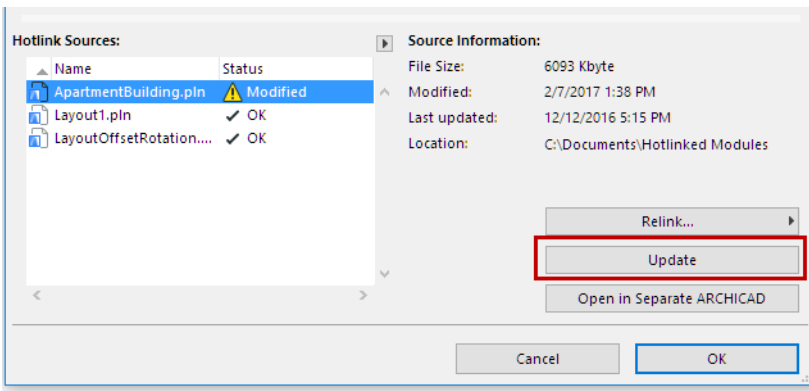 Hotlink Sources:
Name Status
ApartmentBuilding.pln Modified
Layout1.pln OK
LayoutOffsetRotation.... OK
Source Information:
File Size: 6093 Kbyte
Modified: 2/7/2017 1:38 PM
Last updated: 12/12/2016 5:15 PM
Location: C:\Documents\Hotlinked Modules
Relink...
Update
Open in Separate ARCHICAD
Cancel OK